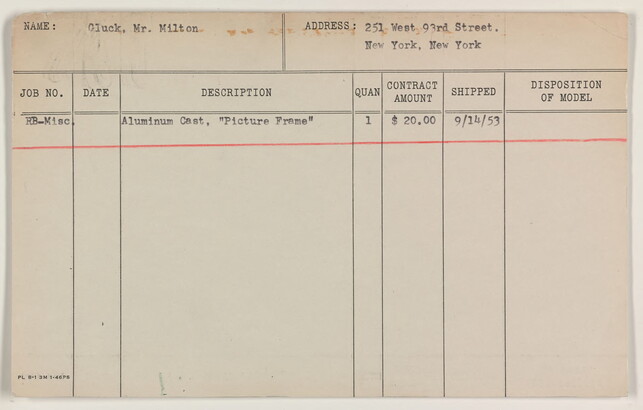 NAME: Gluck, Mr. Milton ADDRESS: 251 West 93rd Street.
New York, New York
JOB NO. DATE DESCRIPTION QUAN CONTRACT AMOUNT SHIPPED DISPOSITION OF MODEL
HB-Misc. Aluminum Cast, "Picture Frame" 1 $ 20.00 9/14/53